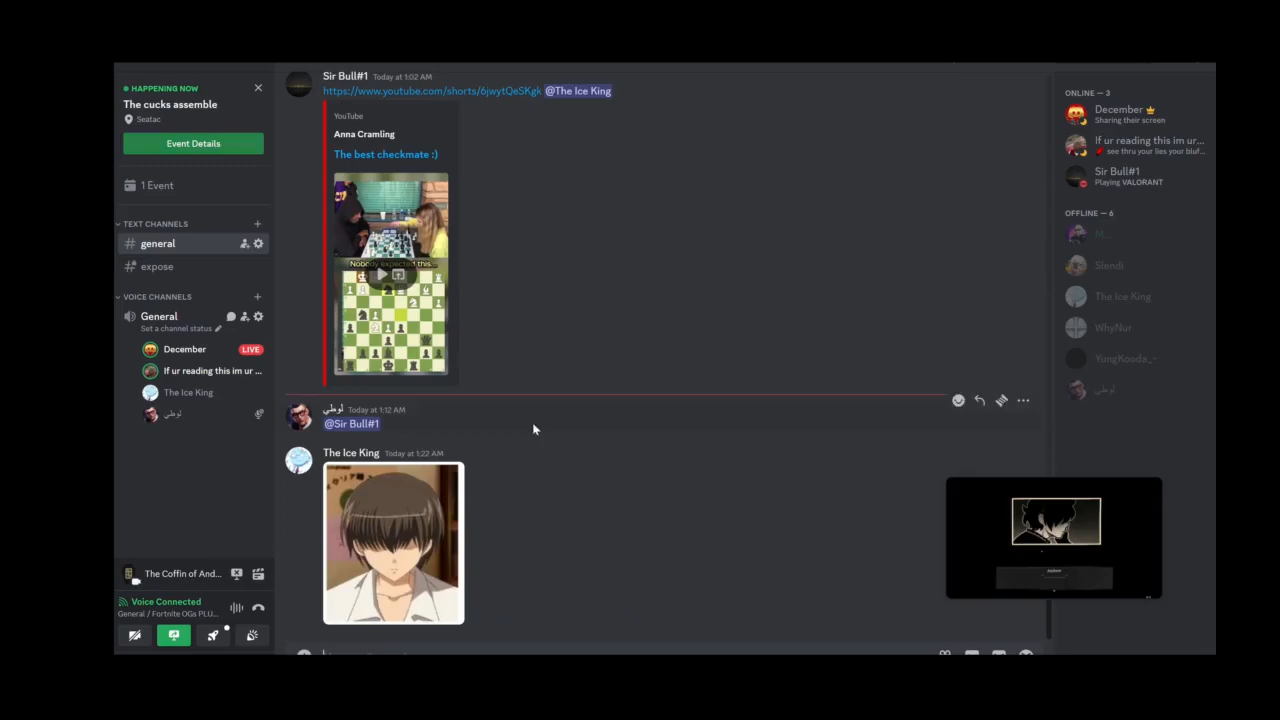 HAPPENING NOW
The cucks assemble
Seatac
Event Details
1 Event
TEXT CHANNELS
general
expose
VOICE CHANNELS
General
Set a channel status
December
LIVE
If ur reading this im ur ...
The Ice King
لوطي
The Coffin of And...
Voice Connected
General / Fortnite OGs PLU...
Sir Bull#1 Today at 1:02 AM
https://www.youtube.com/shorts/6jwytQeSKgk @The Ice King
YouTube
Anna Cramling
The best checkmate :)
Nobody expected this...
لوطي Today at 1:12 AM
@Sir Bull#1
The Ice King Today at 1:22 AM
ONLINE — 3
December
Sharing their screen
If ur reading this im ur...
see thru your lies your bluf...
Sir Bull#1
Playing VALORANT
OFFLINE — 6
M...
Slendi
The Ice King
WhyNur
YungKooda_-
لوطي